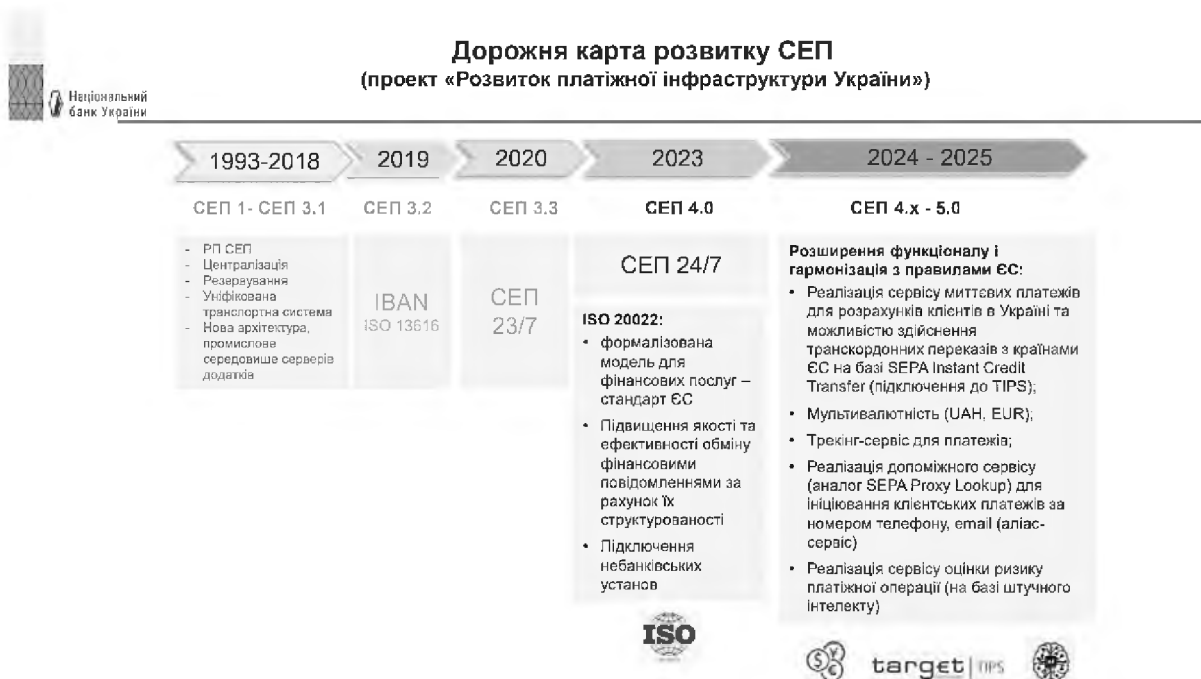 Дорожня карта розвитку СЕП
(проект «Розвиток платіжної інфраструктури України»)
Національний
банк України
1993-2018
2019
2020
2023
2024 - 2025
СЕП 1- СЕП 3.1
СЕП 3.2
СЕП 3.3
СЕП 4.0
СЕП 4.x - 5.0
- РП СЕП
- Централізація
- Резервування
- Уніфікована
транспортна система
- Нова архітектура,
промислове
середовище серверів
додатків
IBAN
ISO 13616
СЕП
23/7
СЕП 24/7
ISO 20022:
• формалізована
модель для
фінансових послуг –
стандарт ЄС
• Підвищення якості та
ефективності обміну
фінансовими
повідомленнями за
рахунок їх
структурованості
• Підключення
небанківських
установ
ISO
Розширення функціоналу і
гармонізація з правилами ЄС:
• Реалізація сервісу миттєвих платежів
для розрахунків клієнтів в Україні та
можливістю здійснення
транскордонних переказів з країнами
ЄС на базі SEPA Instant Credit
Transfer (підключення до TIPS);
• Мультивалютність (UAH, EUR);
• Трекінг-сервіс для платежів;
• Реалізація допоміжного сервісу
(аналог SEPA Proxy Lookup) для
ініціювання клієнтських платежів за
номером телефону, email (аліас-
сервіс)
• Реалізація сервісу оцінки ризику
платіжної операції (на базі штучного
інтелекту)
target | TIPS